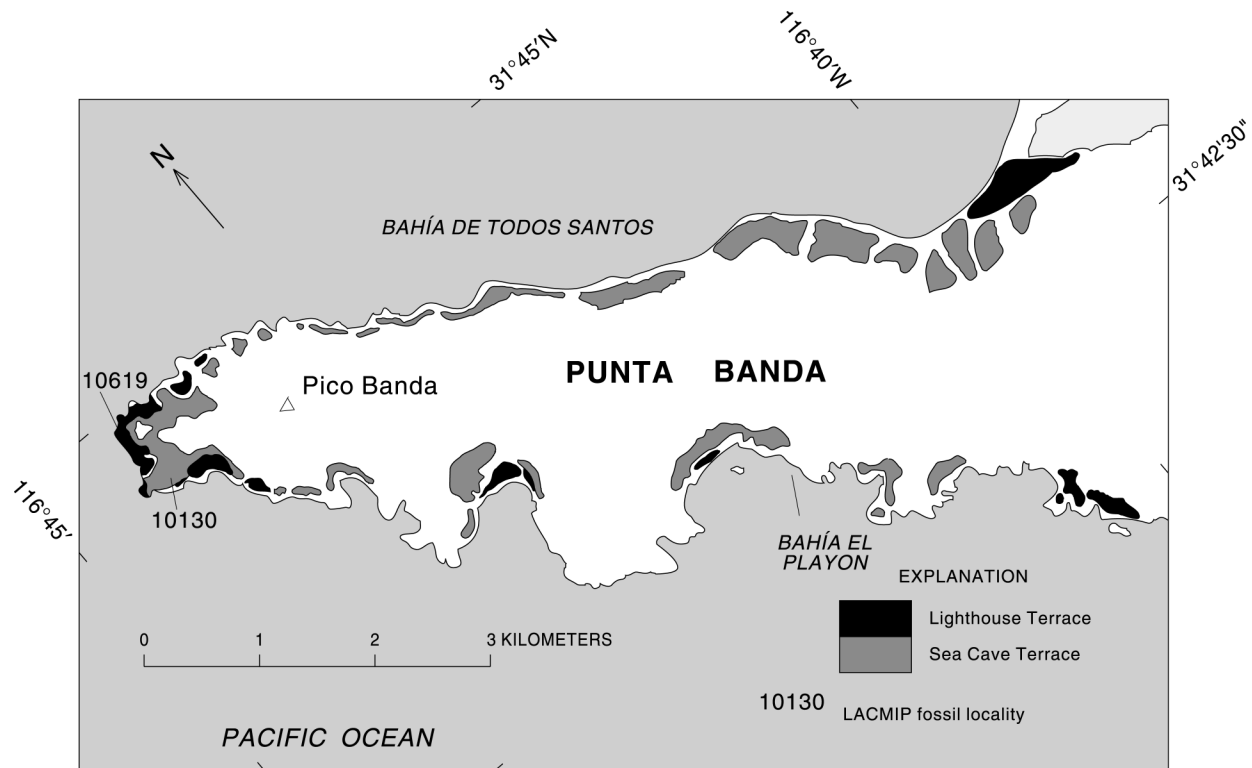 31°45′N
116°40′W
N
31°42'30"
BAHÍA DE TODOS SANTOS
10619
Pico Banda
PUNTA BANDA
116°45′
10130
BAHÍA EL
PLAYON
EXPLANATION
Lighthouse Terrace
Sea Cave Terrace
0 1 2 3 KILOMETERS
10130 LACMIP fossil locality
PACIFIC OCEAN